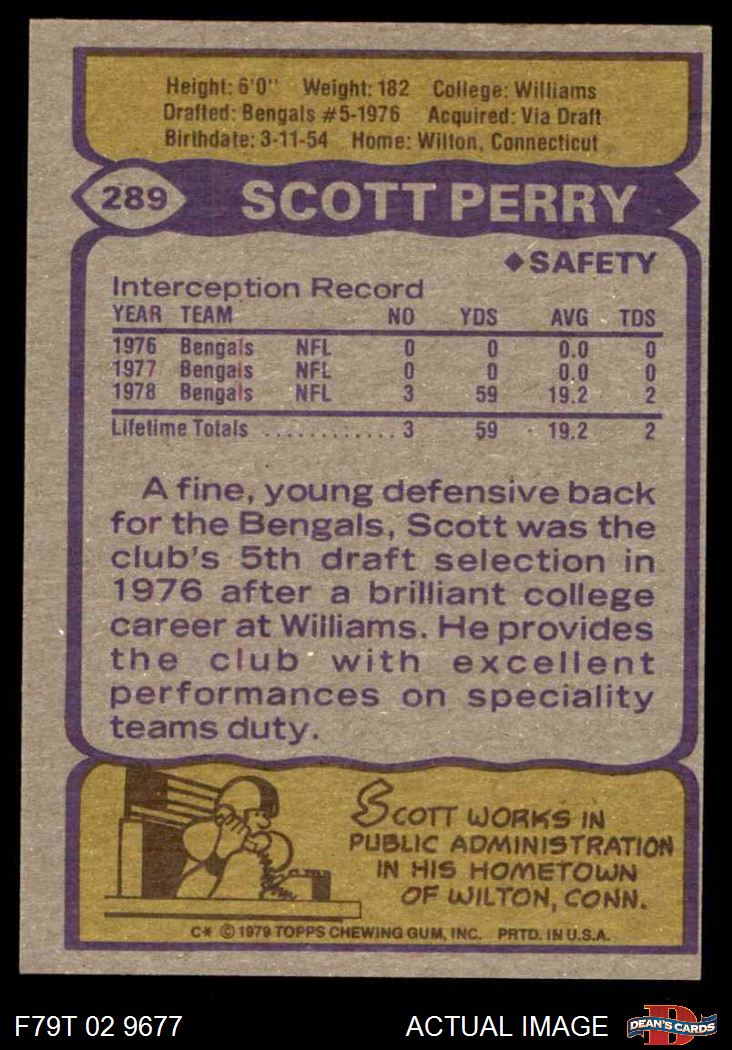 Height: 6'0" Weight: 182 College: Williams
Drafted: Bengals #5-1976 Acquired: Via Draft
Birthdate: 3-11-54 Home: Wilton, Connecticut
289 SCOTT PERRY
◆SAFETY
Interception Record
YEAR TEAM NO YDS AVG TDS
1976 Bengals NFL 0 0 0.0 0
1977 Bengals NFL 0 0 0.0 0
1978 Bengals NFL 3 59 19.2 2
Lifetime Totals ............ 3 59 19.2 2
A fine, young defensive back
for the Bengals, Scott was the
club's 5th draft selection in
1976 after a brilliant college
career at Williams. He provides
the club with excellent
performances on speciality
teams duty.
SCOTT WORKS IN
PUBLIC ADMINISTRATION
IN HIS HOMETOWN
OF WILTON, CONN.
C* © 1979 TOPPS CHEWING GUM, INC. PRTD. IN U.S.A.
F79T 02 9677 ACTUAL IMAGE D DEAN'S CARDS